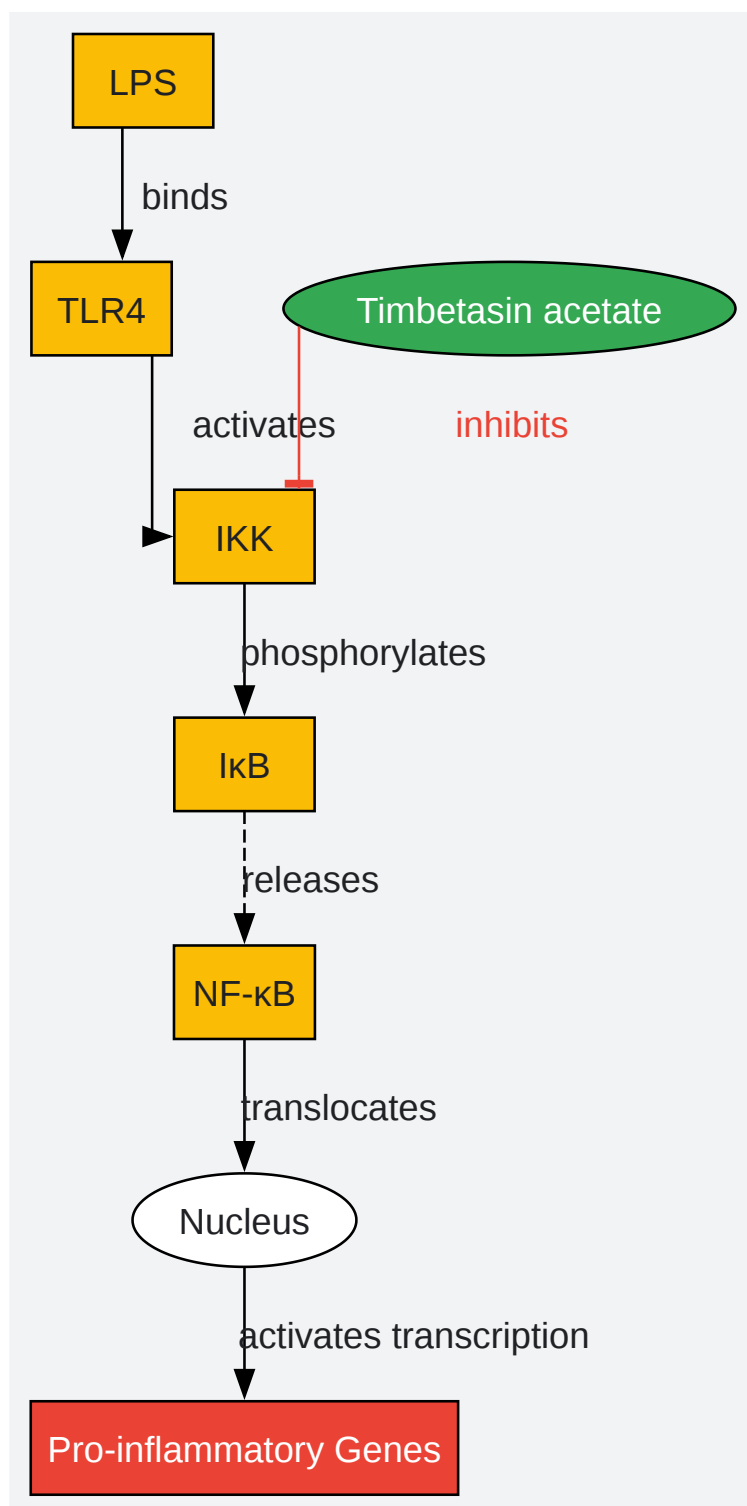 LPS
binds
TLR4
Timbetasin acetate
activates
inhibits
IKK
phosphorylates
IκB
releases
NF-κB
translocates
Nucleus
activates transcription
Pro-inflammatory Genes